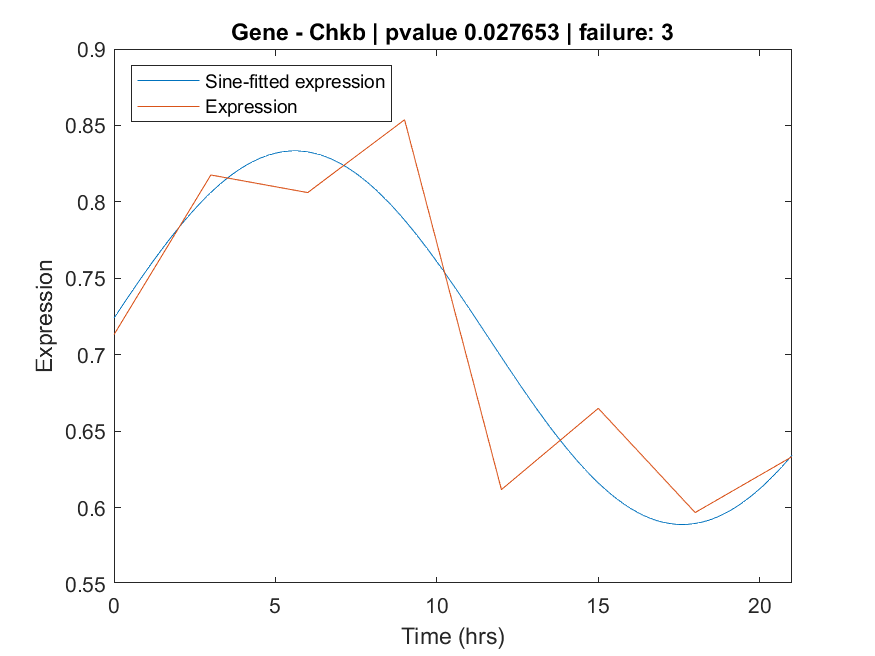 Gene - Chkb | pvalue 0.027653 | failure: 3
Sine-fitted expression
Expression
0.9
0.85
0.8
0.75
0.7
0.65
0.6
0.55
Expression
0 5 10 15 20
Time (hrs)